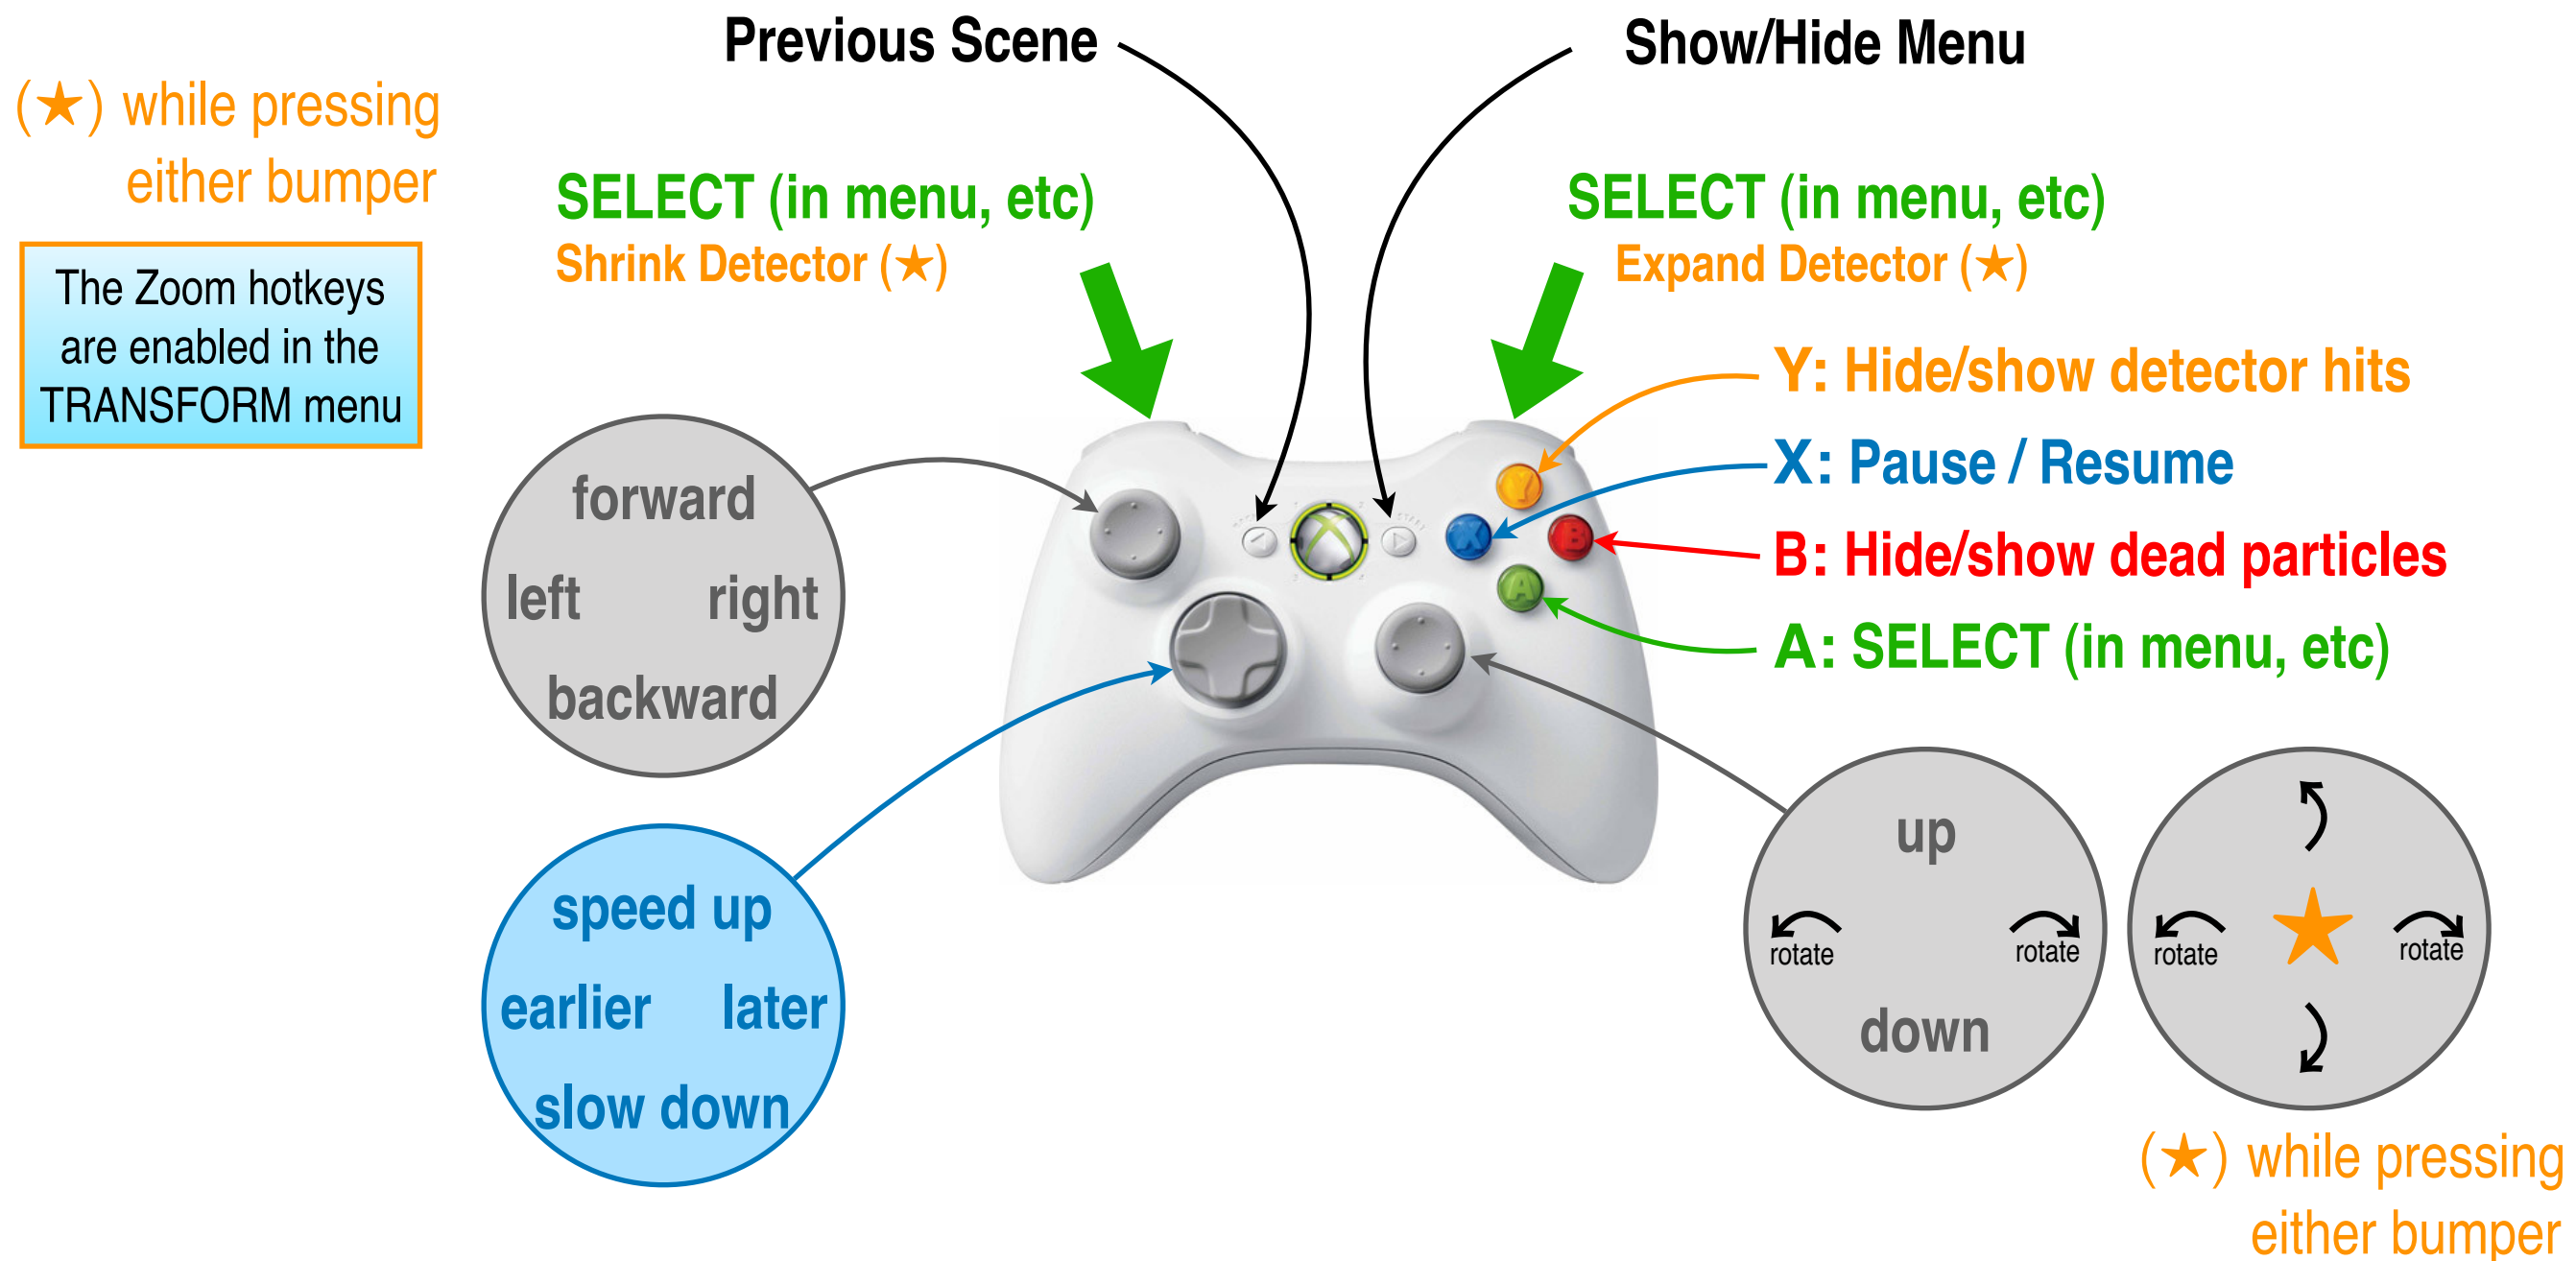 Previous Scene
Show/Hide Menu
(★) while pressing
either bumper
SELECT (in menu, etc)
Shrink Detector (★)
SELECT (in menu, etc)
Expand Detector (★)
The Zoom hotkeys
are enabled in the
TRANSFORM menu
Y: Hide/show detector hits
X: Pause / Resume
B: Hide/show dead particles
A: SELECT (in menu, etc)
forward
left right
backward
BACK
START
Y
X
B
A
speed up
earlier later
slow down
up
rotate rotate
down
rotate rotate
(★) while pressing
either bumper